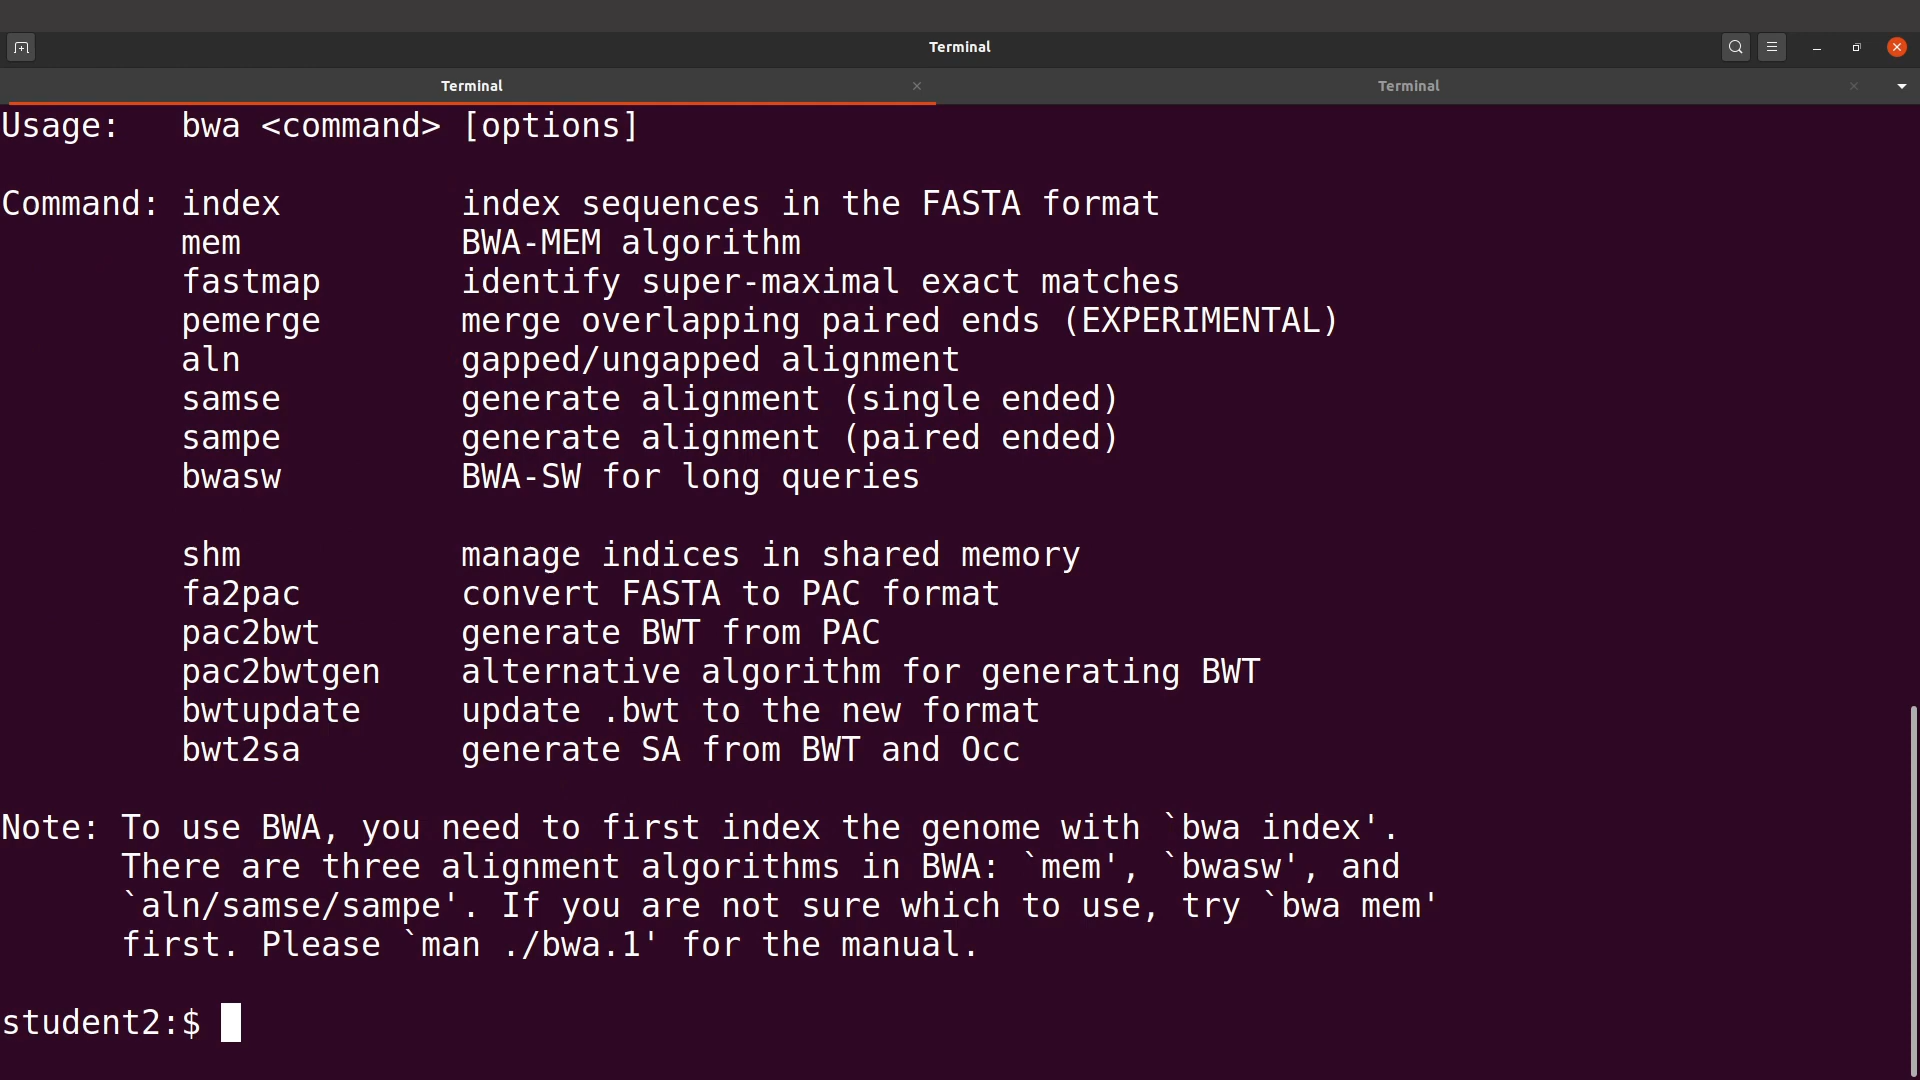 Terminal
Terminal Terminal
Usage:   bwa <command> [options]
Command: index         index sequences in the FASTA format
         mem           BWA-MEM algorithm
         fastmap       identify super-maximal exact matches
         pemerge       merge overlapping paired ends (EXPERIMENTAL)
         aln           gapped/ungapped alignment
         samse         generate alignment (single ended)
         sampe         generate alignment (paired ended)
         bwasw         BWA-SW for long queries
         shm           manage indices in shared memory
         fa2pac        convert FASTA to PAC format
         pac2bwt       generate BWT from PAC
         pac2bwtgen    alternative algorithm for generating BWT
         bwtupdate     update .bwt to the new format
         bwt2sa        generate SA from BWT and Occ
Note: To use BWA, you need to first index the genome with `bwa index'.
      There are three alignment algorithms in BWA: `mem', `bwasw', and
      `aln/samse/sampe'. If you are not sure which to use, try `bwa mem'
      first. Please `man ./bwa.1' for the manual.
student2:$